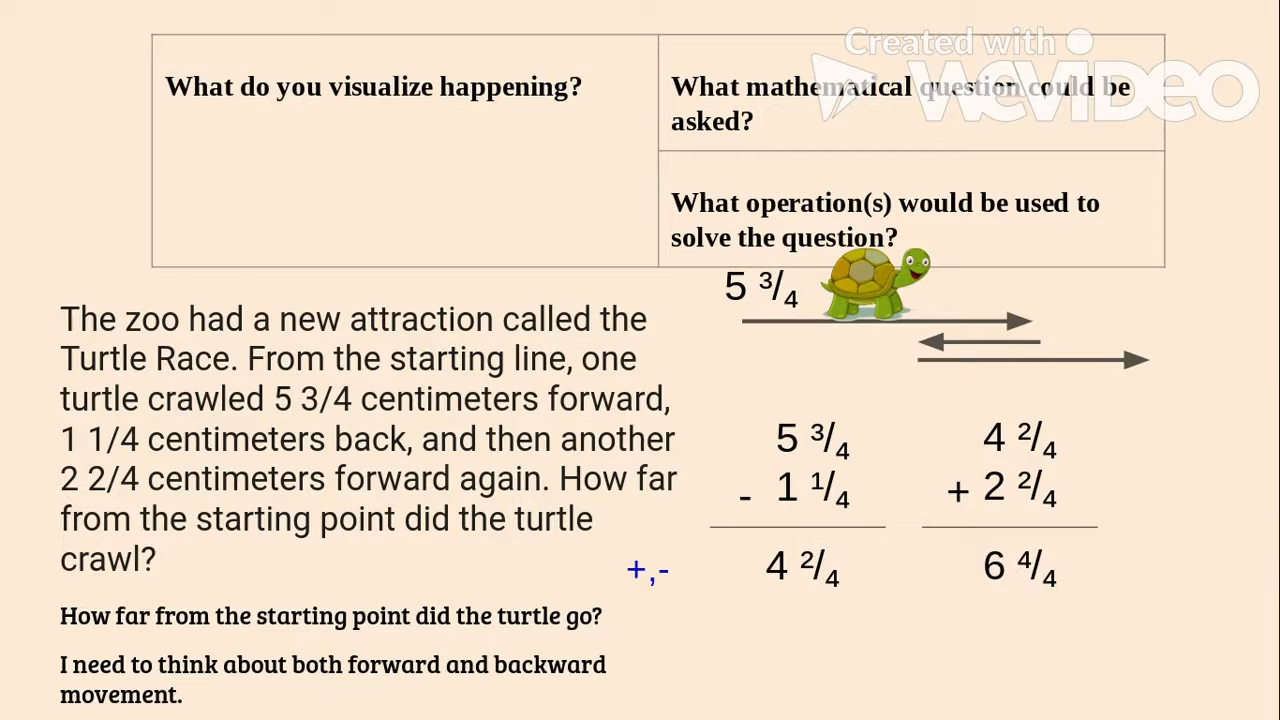 Created with
WEVIDEO
What do you visualize happening?
What mathematical question could be
asked?
What operation(s) would be used to
solve the question?
The zoo had a new attraction called the
Turtle Race. From the starting line, one
turtle crawled 5 3/4 centimeters forward,
1 1/4 centimeters back, and then another
2 2/4 centimeters forward again. How far
from the starting point did the turtle
crawl?
+,-
How far from the starting point did the turtle go?
I need to think about both forward and backward
movement.
5 ³/₄
5 ³/₄
- 1 ¹/₄
4 ²/₄
4 ²/₄
+ 2 ²/₄
6 ⁴/₄